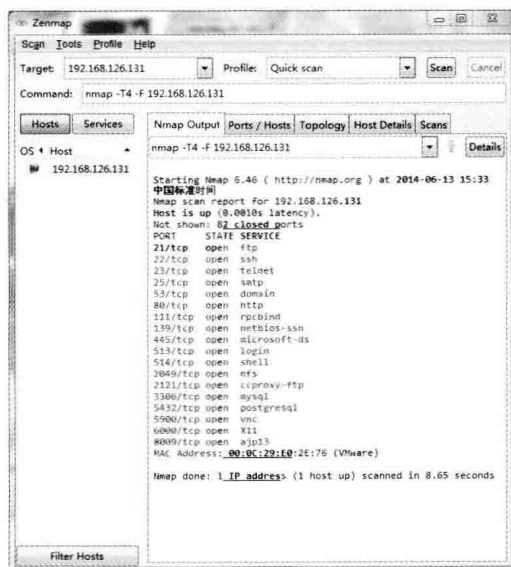 Zenmap
Scan Tools Profile Help
Target: 192.168.126.131 Profile: Quick scan Scan Cancel
Command: nmap -T4 -F 192.168.126.131
Hosts Services
Nmap Output Ports / Hosts Topology Host Details Scans
OS Host
nmap -T4 -F 192.168.126.131 Details
192.168.126.131
Starting Nmap 6.46 ( http://nmap.org ) at 2014-06-13 15:33
中国标准时间
Nmap scan report for 192.168.126.131
Host is up (0.0010s latency).
Not shown: 82 closed ports
PORT STATE SERVICE
21/tcp open ftp
22/tcp open ssh
23/tcp open telnet
25/tcp open smtp
53/tcp open domain
80/tcp open http
111/tcp open rpcbind
139/tcp open netbios-ssn
445/tcp open microsoft-ds
513/tcp open login
514/tcp open shell
2049/tcp open nfs
2121/tcp open ccproxy-ftp
3306/tcp open mysql
5432/tcp open postgresql
5900/tcp open vnc
6000/tcp open X11
8009/tcp open ajp13
MAC Address: 00:0C:29:E0:2E:76 (VMware)
Nmap done: 1 IP address (1 host up) scanned in 8.65 seconds
Filter Hosts